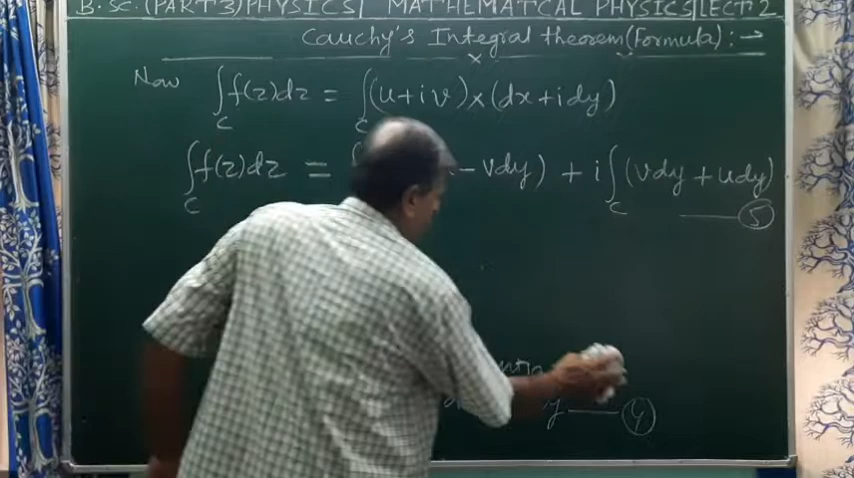 B.SC.(PART3)PHYSICS| MATHEMATCAL PHYSICS|LECT2
Cauchy's Integral theorem(Formula):→
Now ∫_C f(z)dz = ∫_C (u+iv)×(dx+idy)
∫_C f(z)dz = ∫ - vdy) + i∫_C (vdy+udy)
——⑤
y——④